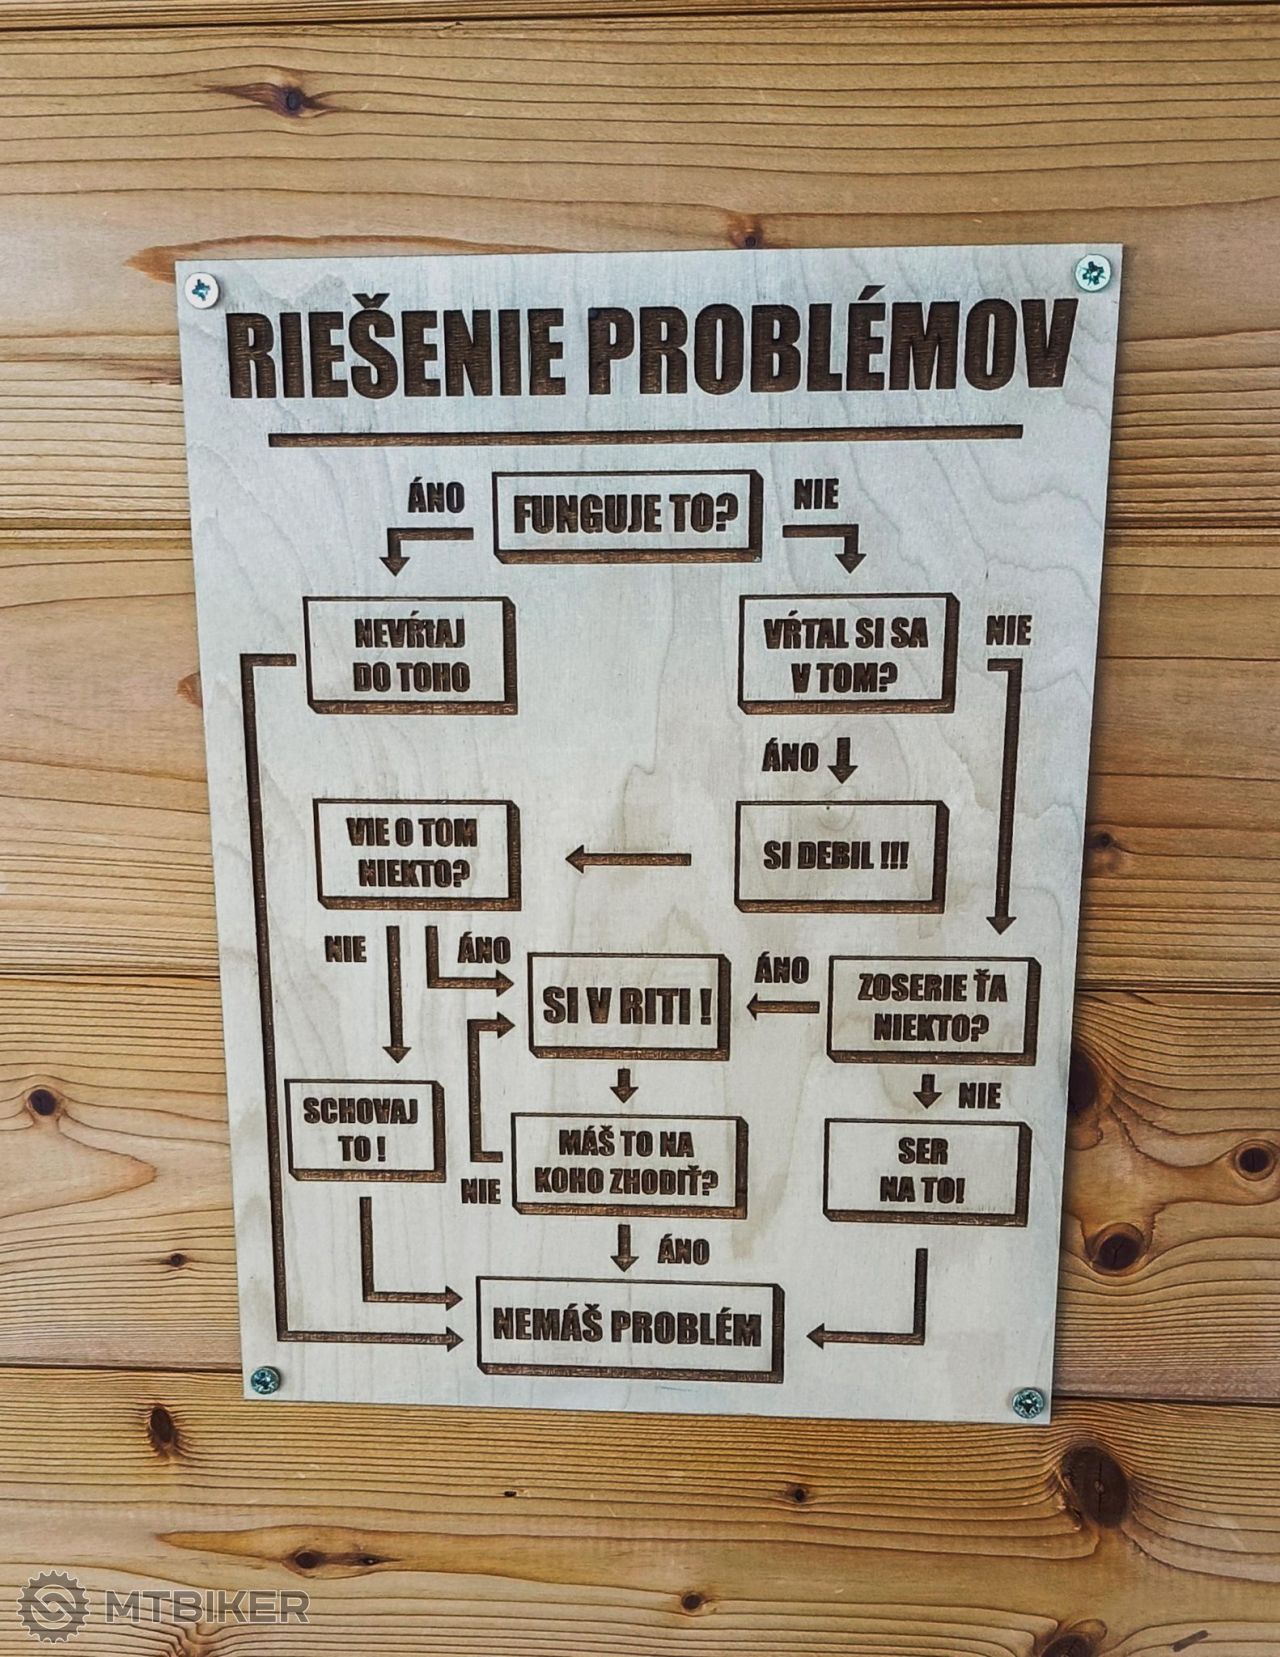 RIEŠENIE PROBLÉMOV
ÁNO
FUNGUJE TO?
NIE
NEVŔTAJ
DO TOHO
VŔTAL SI SA
V TOM?
NIE
ÁNO
VIE O TOM
NIEKTO?
SI DEBIL !!!
NIE
ÁNO
SI V RITI !
ÁNO
ZOSERIE ŤA
NIEKTO?
NIE
SCHOVAJ
TO !
NIE
MÁŠ TO NA
KOHO ZHODIŤ?
SER
NA TO!
ÁNO
NEMÁŠ PROBLÉM
MTBIKER